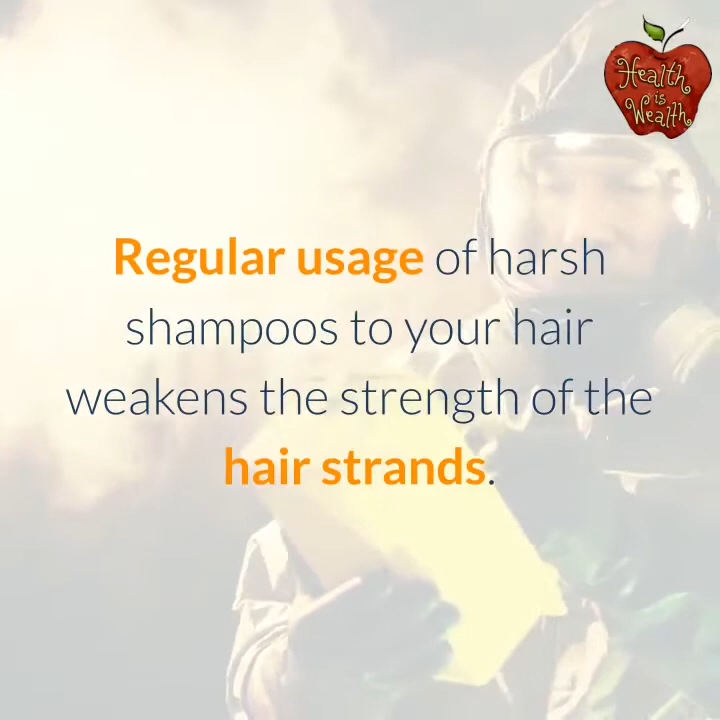 Health
is
Wealth
Regular usage of harsh
shampoos to your hair
weakens the strength of the
hair strands.